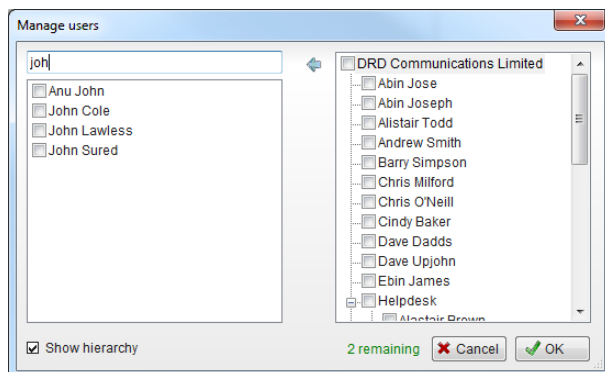 Manage users
joh
Anu John
John Cole
John Lawless
John Sured
DRD Communications Limited
Abin Jose
Abin Joseph
Alistair Todd
Andrew Smith
Barry Simpson
Chris Milford
Chris O'Neill
Cindy Baker
Dave Dadds
Dave Upjohn
Ebin James
Helpdesk
Alastair Brown
Show hierarchy
2 remaining
Cancel
OK